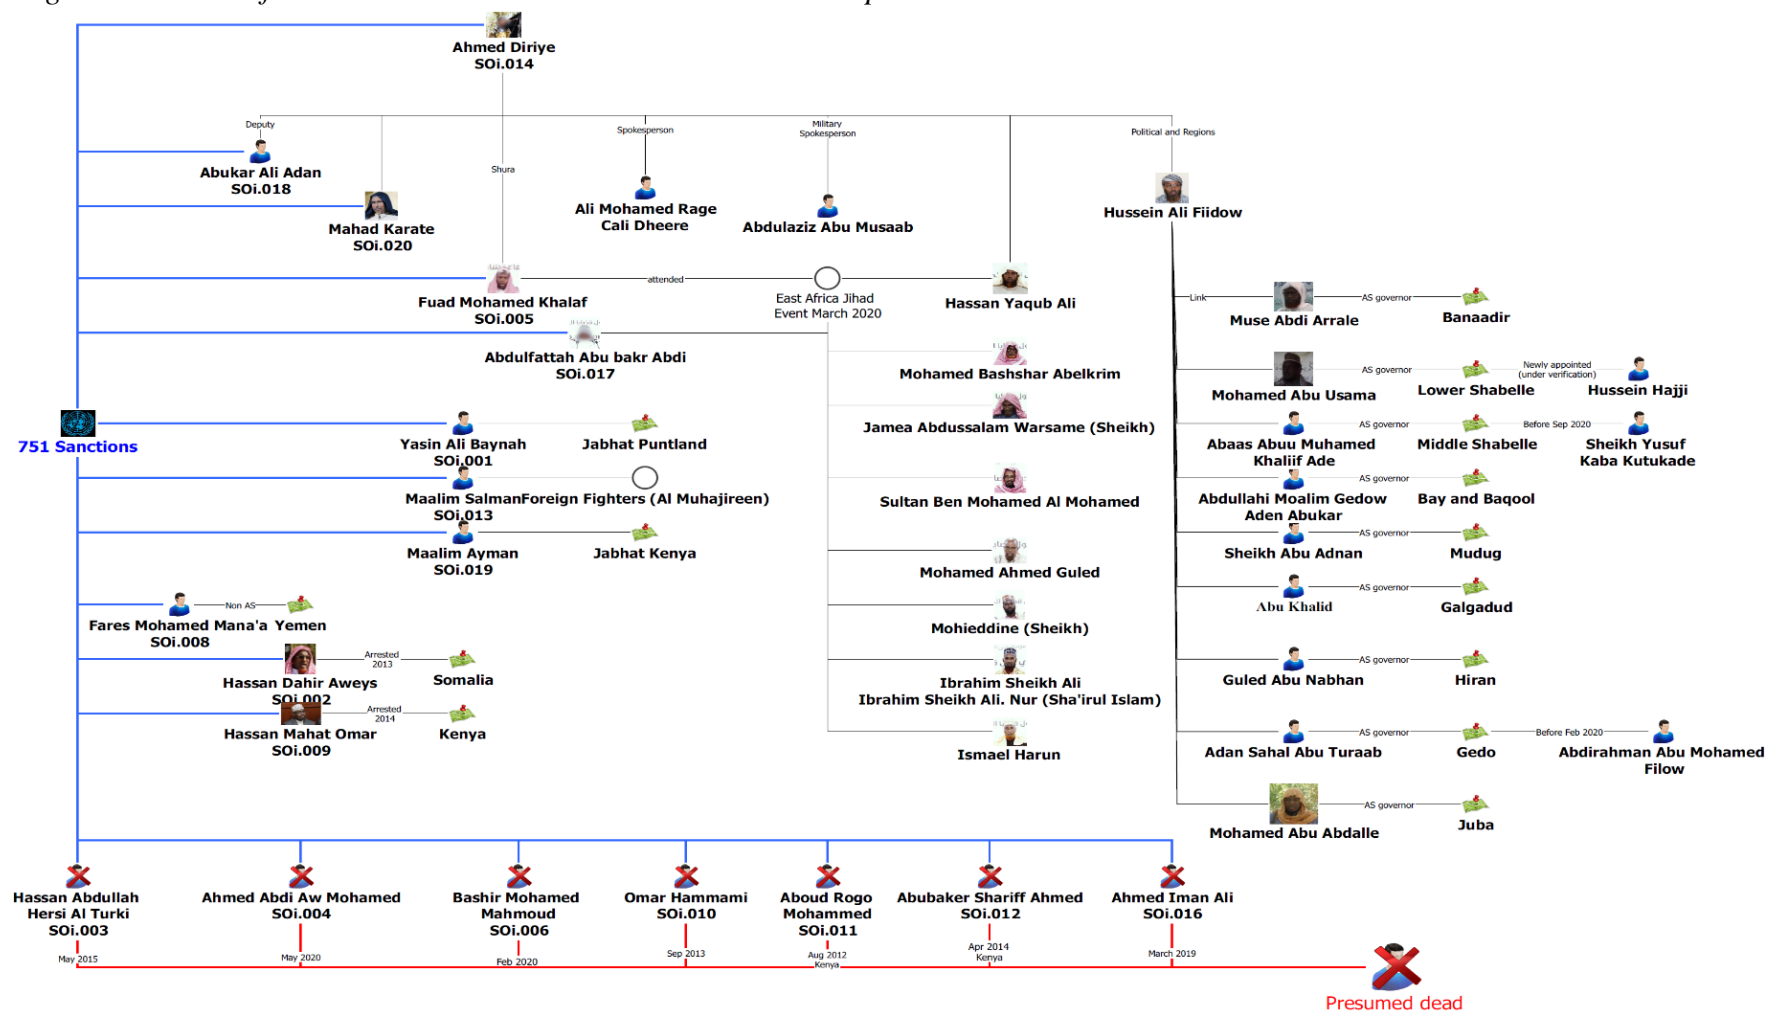 Ahmed Diriye
SOi.014
Deputy
Spokesperson
Military
Spokesperson
Political and Regions
Shura
Abukar Ali Adan
SOi.018
Mahad Karate
SOi.020
Ali Mohamed Rage
Cali Dheere
Abdulaziz Abu Musaab
Hussein Ali Fiidow
Fuad Mohamed Khalaf
SOi.005
attended
East Africa Jihad
Event March 2020
Hassan Yaqub Ali
Abdulfattah Abu bakr Abdi
SOi.017
Link
Muse Abdi Arrale
AS governor
Banaadir
Mohamed Bashshar Abelkrim
Mohamed Abu Usama
AS governor
Lower Shabelle
Newly appointed
(under verification)
Hussein Hajji
Jamea Abdussalam Warsame (Sheikh)
751 Sanctions
Yasin Ali Baynah
SOi.001
Jabhat Puntland
Abaas Abuu Muhamed
Khaliif Ade
AS governor
Middle Shabelle
Before Sep 2020
Sheikh Yusuf
Kaba Kutukade
Maalim Salman
SOi.013
Foreign Fighters (Al Muhajireen)
Sultan Ben Mohamed Al Mohamed
Abdullahi Moalim Gedow
Aden Abukar
AS governor
Bay and Baqool
Maalim Ayman
SOi.019
Jabhat Kenya
Mohamed Ahmed Guled
Sheikh Abu Adnan
AS governor
Mudug
Fares Mohamed Mana'a
SOi.008
Non AS
Yemen
Mohieddine (Sheikh)
Abu Khalid
AS governor
Galgadud
Hassan Dahir Aweys
SOi.002
Arrested
2013
Somalia
Ibrahim Sheikh Ali
Ibrahim Sheikh Ali. Nur (Sha'irul Islam)
Guled Abu Nabhan
AS governor
Hiran
Hassan Mahat Omar
SOi.009
Arrested
2014
Kenya
Ismael Harun
Adan Sahal Abu Turaab
AS governor
Gedo
Before Feb 2020
Abdirahman Abu Mohamed
Filow
Mohamed Abu Abdalle
AS governor
Juba
Hassan Abdullah
Hersi Al Turki
SOi.003
May 2015
Ahmed Abdi Aw Mohamed
SOi.004
May 2020
Bashir Mohamed
Mahmoud
SOi.006
Feb 2020
Omar Hammami
SOi.010
Sep 2013
Aboud Rogo
Mohammed
SOi.011
Aug 2012
Kenya
Abubaker Shariff Ahmed
SOi.012
Apr 2014
Kenya
Ahmed Iman Ali
SOi.016
March 2019
Presumed dead